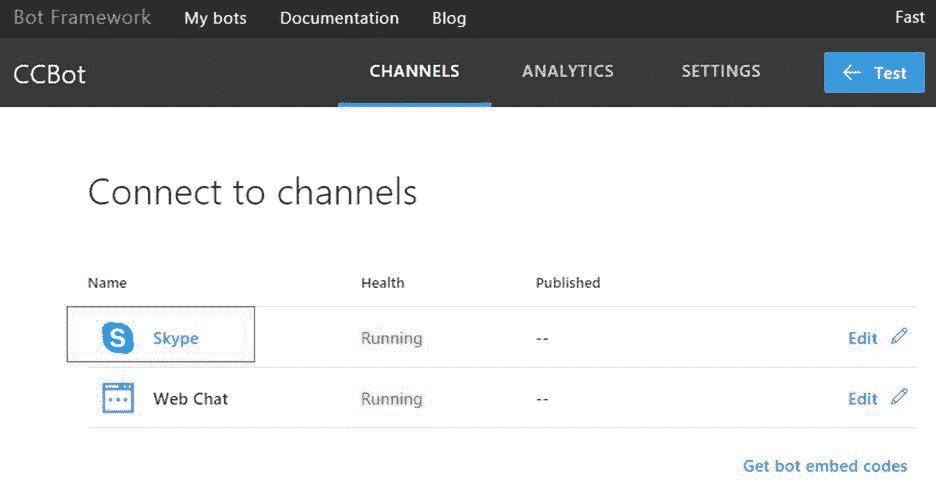 Bot Framework My bots Documentation Blog Fast
CCBot CHANNELS ANALYTICS SETTINGS Test
Connect to channels
Name Health Published
Skype Running -- Edit
Web Chat Running -- Edit
Get bot embed codes